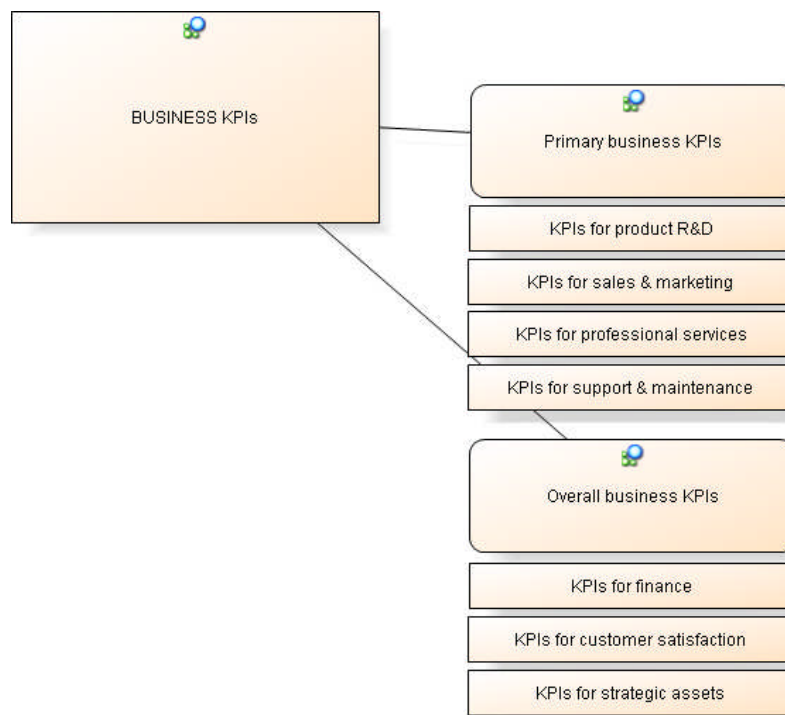 BUSINESS KPIs
Primary business KPIs
KPIs for product R&D
KPIs for sales & marketing
KPIs for professional services
KPIs for support & maintenance
Overall business KPIs
KPIs for finance
KPIs for customer satisfaction
KPIs for strategic assets